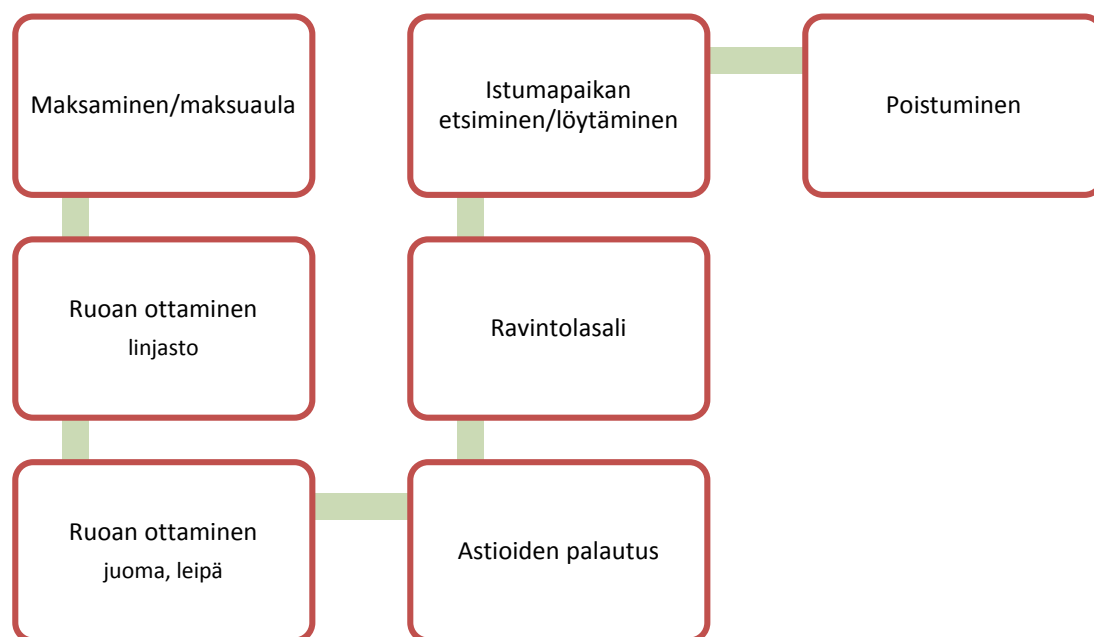 Maksaminen/maksuaula
Ruoan ottaminen
linjasto
Ruoan ottaminen
juoma, leipä
Astioiden palautus
Ravintolasali
Istumapaikan
etsiminen/löytäminen
Poistuminen